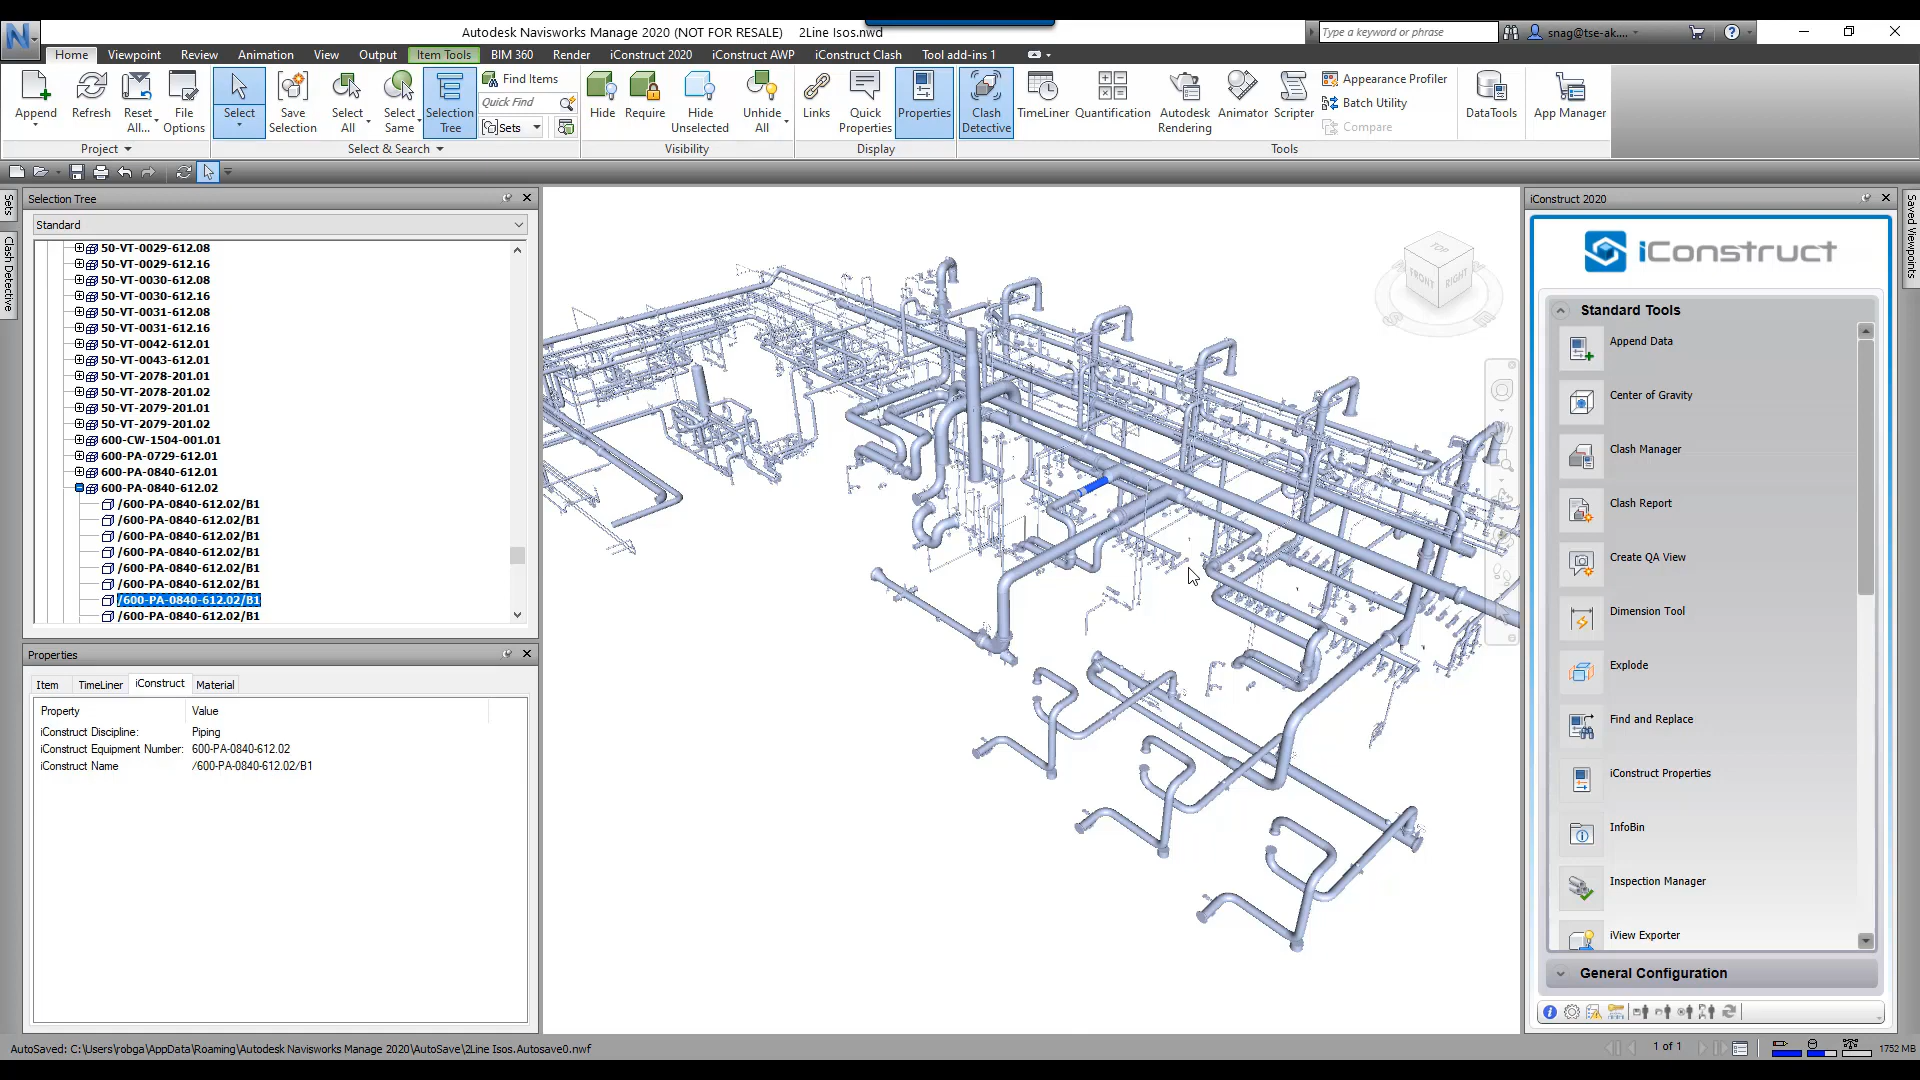 Autodesk Navisworks Manage 2020 (NOT FOR RESALE) 2Line Isos.nwd
Type a keyword or phrase
snag@tse-ak....
Home Viewpoint Review Animation View Output Item Tools BIM 360 Render iConstruct 2020 iConstruct AWP iConstruct Clash Tool add-ins 1
Append
Refresh
Reset All...
File Options
Project
Select
Save Selection
Select All
Select Same
Selection Tree
Find Items
Quick Find
Sets
Select & Search
Hide
Require
Hide Unselected
Unhide All
Visibility
Links
Quick Properties
Properties
Display
Clash Detective
TimeLiner
Quantification
Autodesk Rendering
Animator
Scripter
Appearance Profiler
Batch Utility
Compare
Tools
DataTools
App Manager
Sets
Clash Detective
Selection Tree
Standard
50-VT-0029-612.08
50-VT-0029-612.16
50-VT-0030-612.08
50-VT-0030-612.16
50-VT-0031-612.08
50-VT-0031-612.16
50-VT-0042-612.01
50-VT-0043-612.01
50-VT-2078-201.01
50-VT-2078-201.02
50-VT-2079-201.01
50-VT-2079-201.02
600-CW-1504-001.01
600-PA-0729-612.01
600-PA-0840-612.01
600-PA-0840-612.02
/600-PA-0840-612.02/B1
/600-PA-0840-612.02/B1
/600-PA-0840-612.02/B1
/600-PA-0840-612.02/B1
/600-PA-0840-612.02/B1
/600-PA-0840-612.02/B1
/600-PA-0840-612.02/B1
/600-PA-0840-612.02/B1
Properties
Item TimeLiner iConstruct Material
Property Value
iConstruct Discipline: Piping
iConstruct Equipment Number: 600-PA-0840-612.02
iConstruct Name /600-PA-0840-612.02/B1
TOP
FRONT
RIGHT
iConstruct 2020
iConstruct
Standard Tools
Append Data
Center of Gravity
Clash Manager
Clash Report
Create QA View
Dimension Tool
Explode
Find and Replace
iConstruct Properties
InfoBin
Inspection Manager
iView Exporter
General Configuration
Saved Viewpoints
AutoSaved: C:\Users\robga\AppData\Roaming\Autodesk Navisworks Manage 2020\AutoSave\2Line Isos.Autosave0.nwf
1 of 1
1752 MB